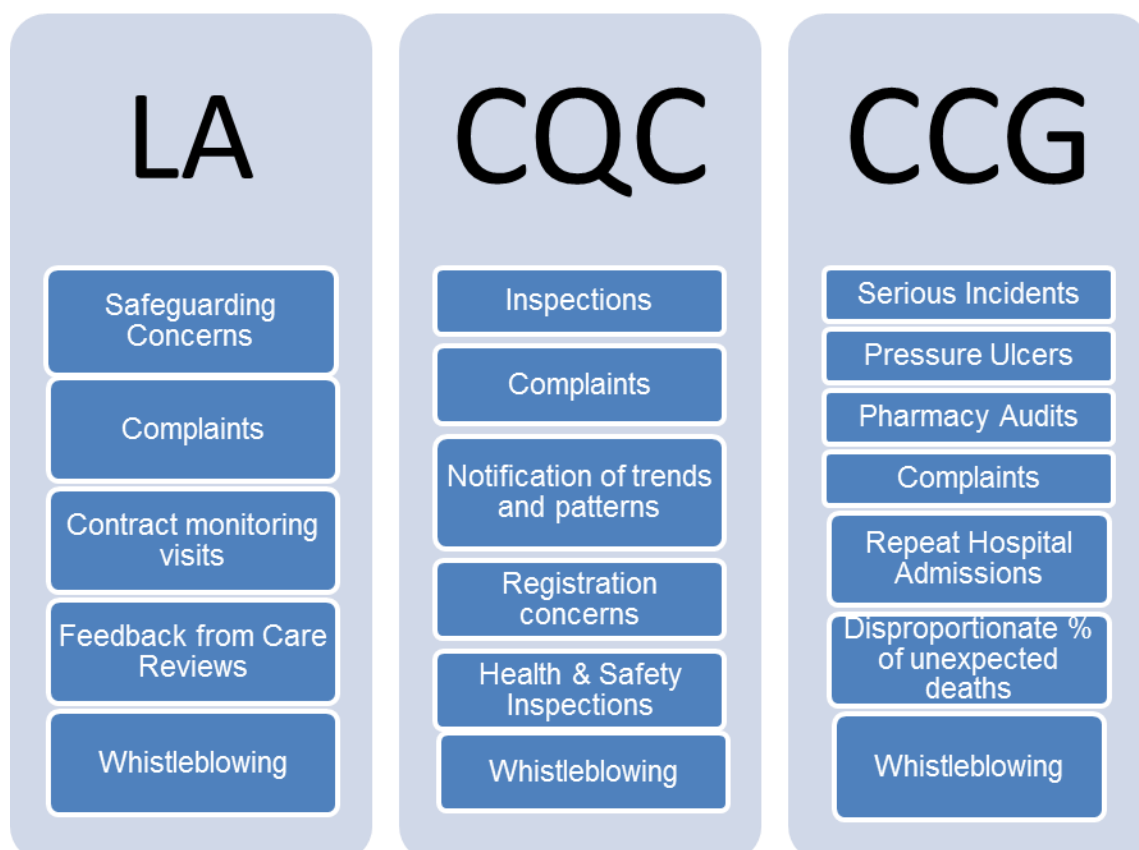 LA
Safeguarding
Concerns
Complaints
Contract monitoring
visits
Feedback from Care
Reviews
Whistleblowing
CQC
Inspections
Complaints
Notification of trends
and patterns
Registration
concerns
Health & Safety
Inspections
Whistleblowing
CCG
Serious Incidents
Pressure Ulcers
Pharmacy Audits
Complaints
Repeat Hospital
Admissions
Disproportionate %
of unexpected
deaths
Whistleblowing